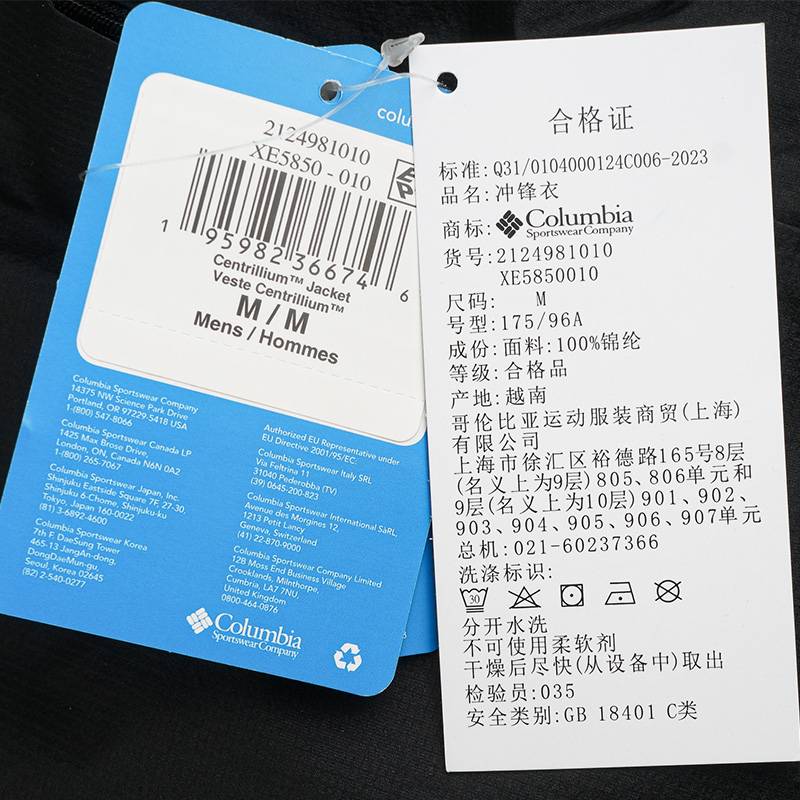 colu
2124981010
XE5850 - 010
1 95982 36674 6
Centrillium™ Jacket
Veste Centrillium™
M / M
Mens / Hommes
Columbia Sportswear Company
14375 NW Science Park Drive
Portland, OR 97229-5418 USA
1-(800) 547-8066
Columbia Sportswear Canada LP
1425 Max Brose Drive,
London, ON, Canada N6N 0A2
1-(800) 265-7067
Columbia Sportswear Japan, Inc.
Shinjuku Eastside Square 7F, 27-30,
Shinjuku 6-Chome, Shinjuku-ku
Tokyo, Japan 160-0022
(81) 3-6892-4600
Columbia Sportswear Korea
7th F. DaeSung Tower
465-13 JangAn-dong,
DongDaeMun-gu,
Seoul, Korea 02645
(82) 2-540-0277
Authorized EU Representative under
EU Directive 2001/95/EC:
Columbia Sportswear Italy SRL
Via Feltrina 11
31040 Pederobba (TV)
(39) 0645-200-823
Columbia Sportswear International SàRL,
Avenue des Morgines 12,
1213 Petit Lancy
Geneva, Switzerland
(41) 22-870-9000
Columbia Sportswear Company Limited
12B Moss End Business Village
Crooklands, Milnthorpe,
Cumbria, LA7 7NU,
United Kingdom
0800-464-0876
Columbia
Sportswear Company
合格证
标准:Q31/0104000124C006-2023
品名:冲锋衣
商标:Columbia
Sportswear Company
货号:2124981010
XE5850010
尺码: M
号型:175/96A
成份:面料:100%锦纶
等级:合格品
产地:越南
哥伦比亚运动服装商贸(上海)
有限公司
上海市徐汇区裕德路165号8层
(名义上为9层)805、806单元和
9层(名义上为10层)901、902、
903、904、905、906、907单元
总机:021-60237366
洗涤标识:
30
分开水洗
不可使用柔软剂
干燥后尽快(从设备中)取出
检验员:035
安全类别:GB 18401 C类